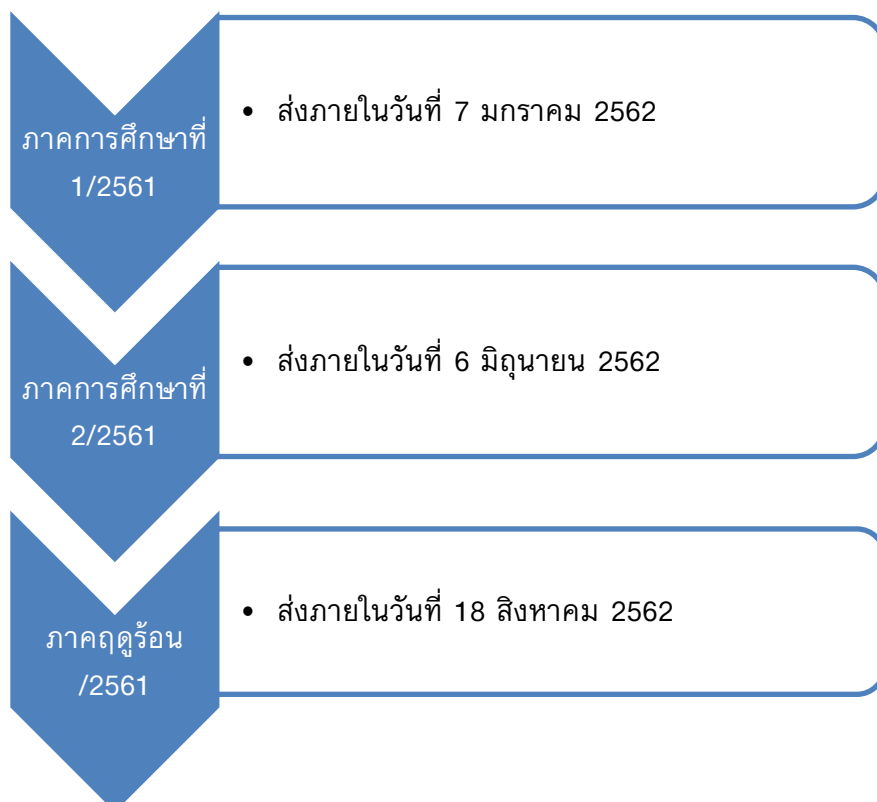 ภาคการศึกษาที่
1/2561
• ส่งภายในวันที่ 7 มกราคม 2562
ภาคการศึกษาที่
2/2561
• ส่งภายในวันที่ 6 มิถุนายน 2562
ภาคฤดูร้อน
/2561
• ส่งภายในวันที่ 18 สิงหาคม 2562